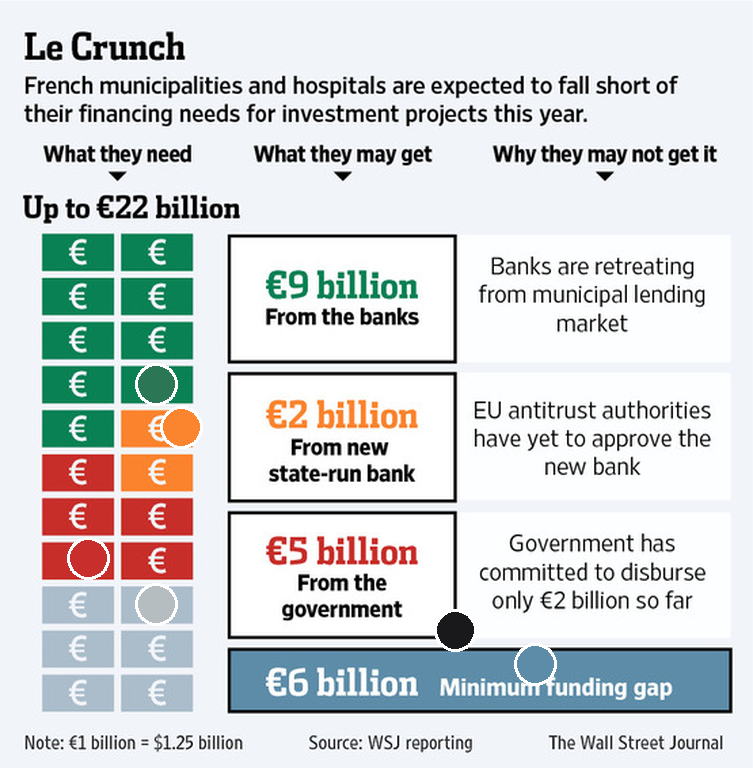 Le Crunch
French municipalities and hospitals are expected to fall short of
their financing needs for investment projects this year.
What they need
What they may get
Why they may not get it
Up to €22 billion
€ €
€ €
€ €
€
€ €
€ €
€ €
€
€
€ €
€ €
€9 billion
From the banks
Banks are retreating
from municipal lending
market
€2 billion
From new
state-run bank
EU antitrust authorities
have yet to approve the
new bank
€5 billion
From the
government
Government has
committed to disburse
only €2 billion so far
€6 billion Minimum funding gap
Note: €1 billion = $1.25 billion
Source: WSJ reporting
The Wall Street Journal